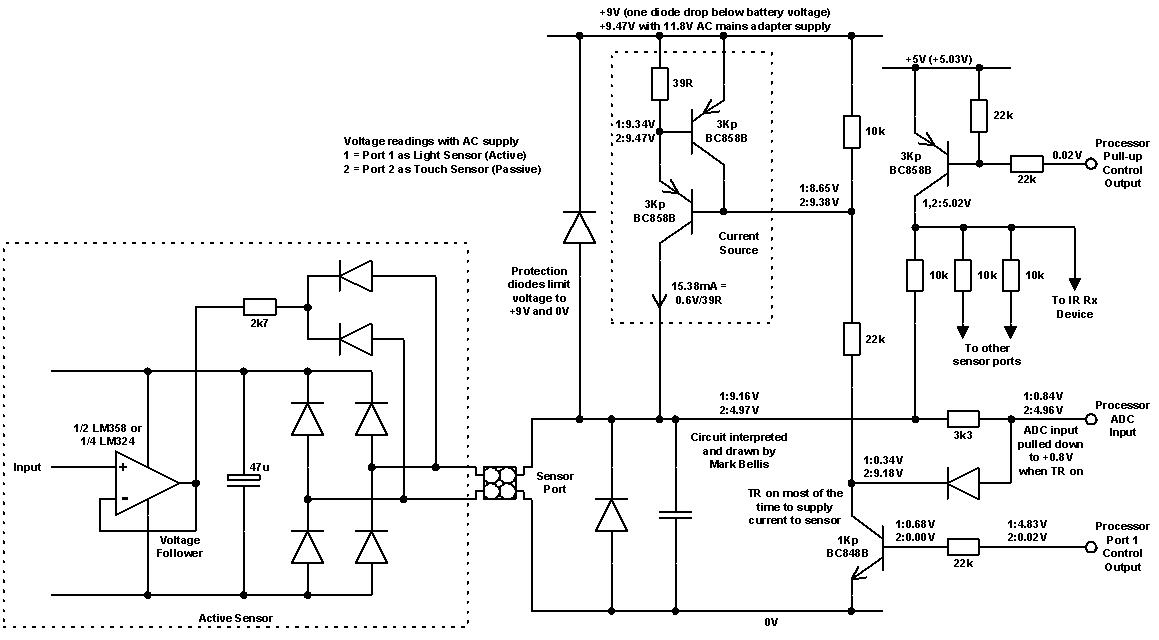 +9V (one diode drop below battery voltage)
+9.47V with 11.8V AC mains adapter supply
+5V (+5.03V)
39R
22k
1:9.34V
2:9.47V
3Kp
BC858B
10k
Voltage readings with AC supply
1 = Port 1 as Light Sensor (Active)
2 = Port 2 as Touch Sensor (Passive)
3Kp
BC858B
0.02V
22k
Processor
Pull-up
Control
Output
3Kp
BC858B
1:8.65V
2:9.38V
1,2:5.02V
Current
Source
Protection
diodes limit
voltage to
+9V and 0V
15.38mA =
0.6V/39R
10k
10k
10k
To IR Rx
Device
To other
sensor ports
2k7
22k
1:9.16V
2:4.97V
1:0.84V
2:4.96V
Processor
ADC
Input
3k3
1/2 LM358 or
1/4 LM324
Input
+
-
47u
Voltage
Follower
Sensor
Port
Circuit interpreted
and drawn by
Mark Bellis
ADC input
pulled down
to +0.8V
when TR on
1:0.34V
2:9.18V
TR on most of the
time to supply
current to sensor
1Kp
BC848B
1:0.68V
2:0.00V
22k
1:4.83V
2:0.02V
Processor
Port 1
Control
Output
Active Sensor
0V